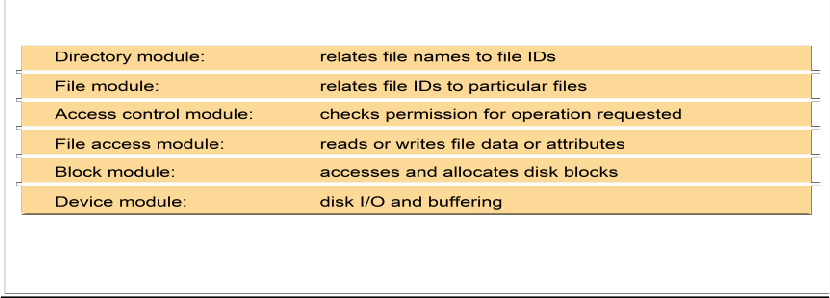 Directory module: relates file names to file IDs
File module: relates file IDs to particular files
Access control module: checks permission for operation requested
File access module: reads or writes file data or attributes
Block module: accesses and allocates disk blocks
Device module: disk I/O and buffering